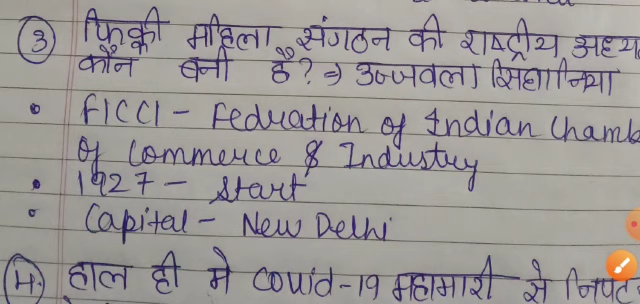 ③ फिक्की महिला संगठन की राष्ट्रीय अध्य
कौन बनी है? ⇒ उज्जवला सिंघानिया
• FICCI - Fedration of Indian Chamb
of Commerce & Industry
• 1927 - Start
• Capital - New Delhi
④ हाल ही मे COVID-19 महामारी से निपट